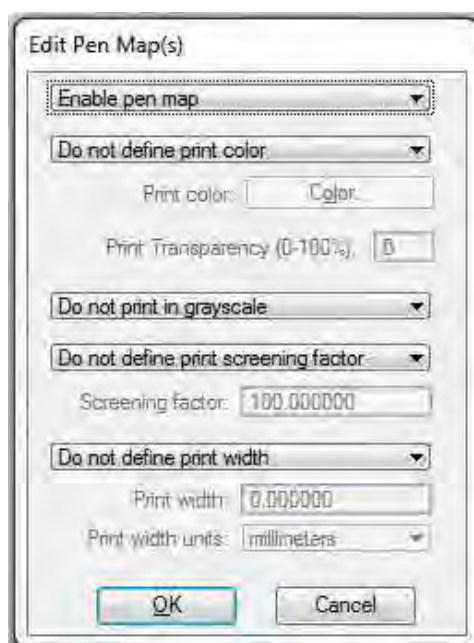 Edit Pen Map(s)
Enable pen map
Do not define print color
Print color: Color...
Print Transparency (0-100%): 0
Do not print in grayscale
Do not define print screening factor
Screening factor: 100.000000
Do not define print width
Print width: 0.000000
Print width units: millimeters
OK Cancel